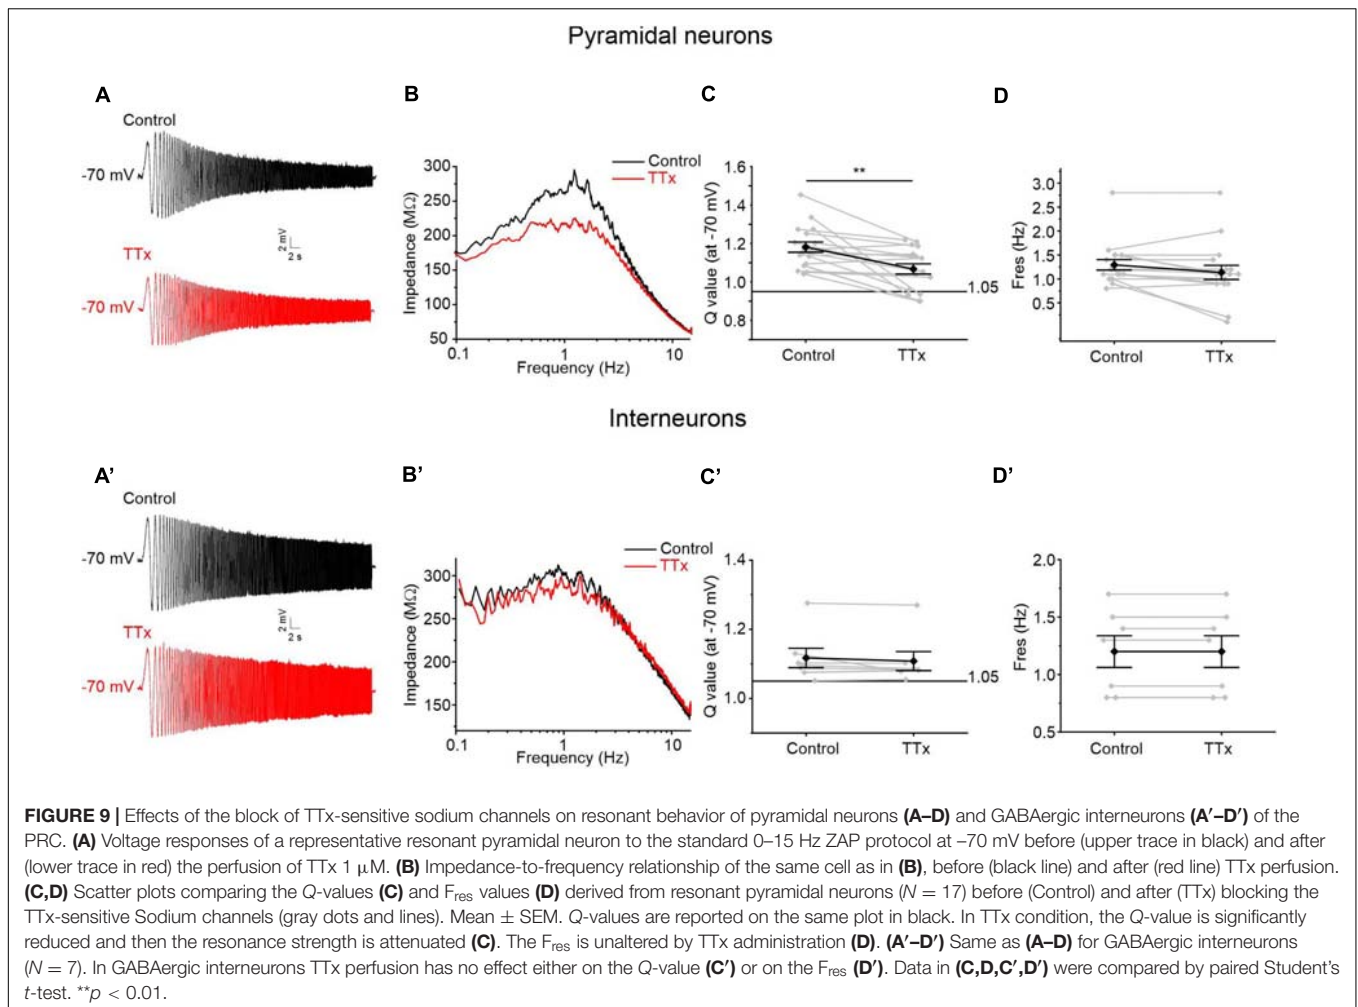 Pyramidal neurons
A
Control
-70 mV
2 mV
2 s
TTx
-70 mV
B
Control
TTx
Impedance (MΩ)
300
250
200
150
100
50
0.1
1
10
Frequency (Hz)
C
Q value (at -70 mV)
1.6
1.4
1.2
1.0
0.8
**
1.05
Control
TTx
D
Fres (Hz)
3.0
2.5
2.0
1.5
1.0
0.5
Control
TTx
Interneurons
A'
Control
-70 mV
2 mV
2 s
TTx
-70 mV
B'
Control
TTx
Impedance (MΩ)
300
250
200
150
0.1
1
10
Frequency (Hz)
C'
Q value (at -70 mV)
1.4
1.2
1.0
1.05
Control
TTx
D'
Fres (Hz)
2.0
1.5
1.0
0.5
Control
TTx
FIGURE 9 | Effects of the block of TTx-sensitive sodium channels on resonant behavior of pyramidal neurons (A–D) and GABAergic interneurons (A′–D′) of the
PRC. (A) Voltage responses of a representative resonant pyramidal neuron to the standard 0–15 Hz ZAP protocol at –70 mV before (upper trace in black) and after
(lower trace in red) the perfusion of TTx 1 μM. (B) Impedance-to-frequency relationship of the same cell as in (B), before (black line) and after (red line) TTx perfusion.
(C,D) Scatter plots comparing the Q-values (C) and Fres values (D) derived from resonant pyramidal neurons (N = 17) before (Control) and after (TTx) blocking the
TTx-sensitive Sodium channels (gray dots and lines). Mean ± SEM. Q-values are reported on the same plot in black. In TTx condition, the Q-value is significantly
reduced and then the resonance strength is attenuated (C). The Fres is unaltered by TTx administration (D). (A′–D′) Same as (A–D) for GABAergic interneurons
(N = 7). In GABAergic interneurons TTx perfusion has no effect either on the Q-value (C′) or on the Fres (D′). Data in (C,D,C′,D′) were compared by paired Student's
t-test. **p < 0.01.